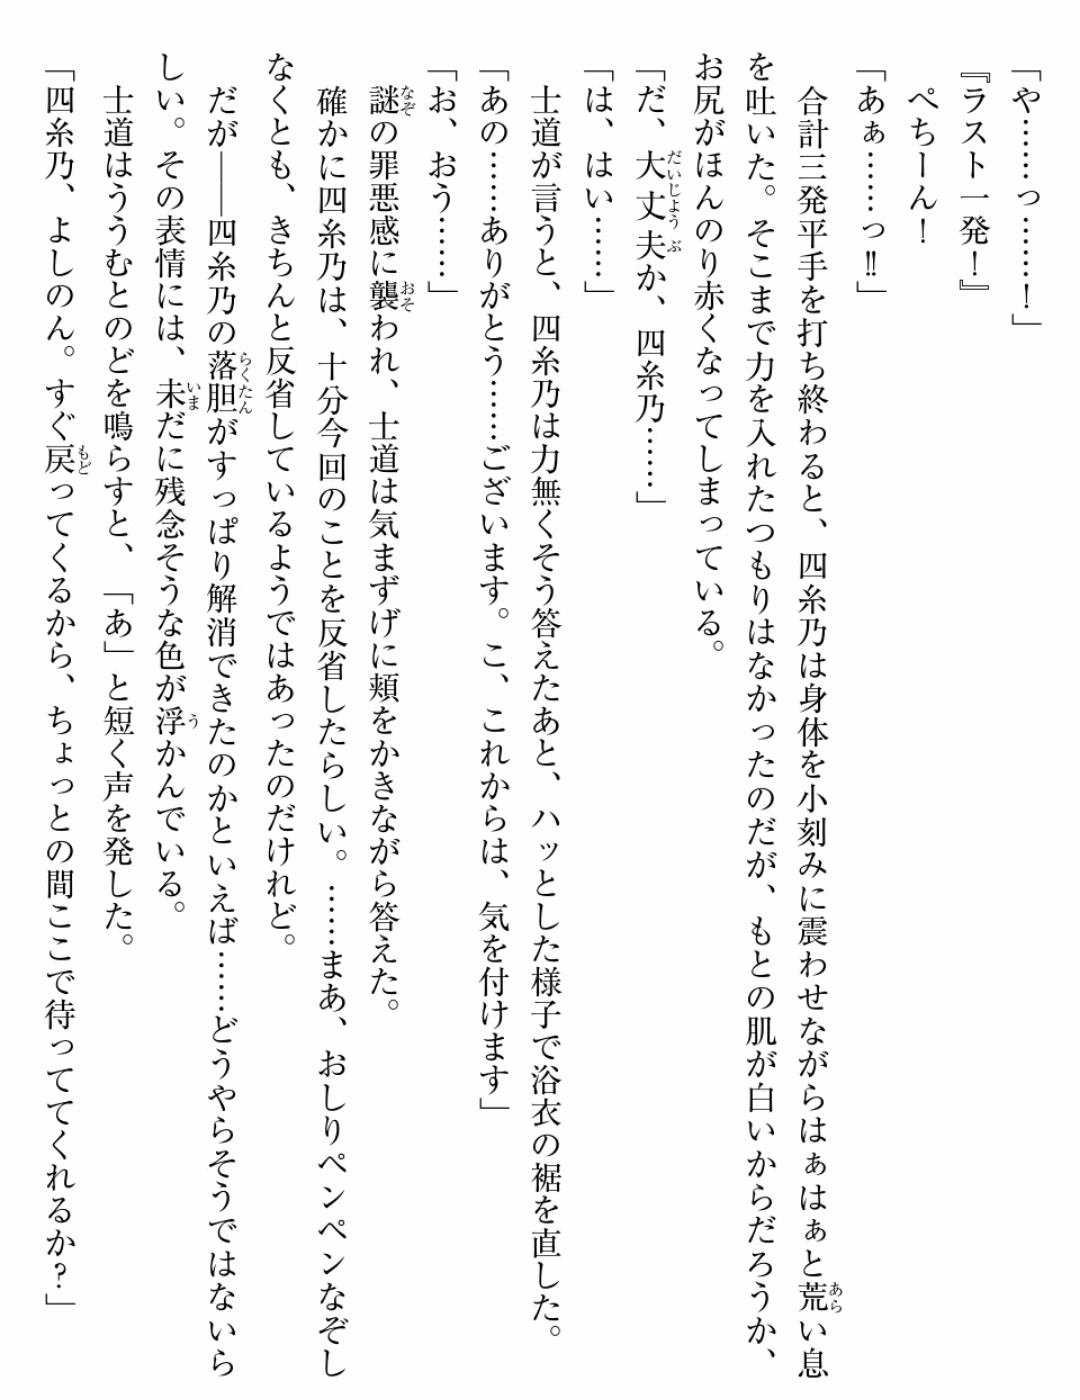 「や……っ……！」
『ラスト一発！』
ぺちーん！
「あぁ……っ‼」
合計三発平手を打ち終わると、四糸乃は身体を小刻みに震わせながらはぁはぁと荒い息
を吐いた。そこまで力を入れたつもりはなかったのだが、もとの肌が白いからだろうか、
お尻がほんのり赤くなってしまっている。
「だ、大丈夫か、四糸乃……」
「は、はい……」
士道が言うと、四糸乃は力無くそう答えたあと、ハッとした様子で浴衣の裾を直した。
「あの……ありがとう……ございます。こ、これからは、気を付けます」
「お、おう……」
謎の罪悪感に襲われ、士道は気まずげに頬をかきながら答えた。
確かに四糸乃は、十分今回のことを反省したらしい。……まあ、おしりペンペンなぞし
なくとも、きちんと反省しているようではあったのだけれど。
だが――四糸乃の落胆がすっぱり解消できたのかといえば……どうやらそうではないら
しい。その表情には、未だに残念そうな色が浮かんでいる。
士道はううむとのどを鳴らすと、「あ」と短く声を発した。
「四糸乃、よしのん。すぐ戻ってくるから、ちょっとの間ここで待っててくれるか？」